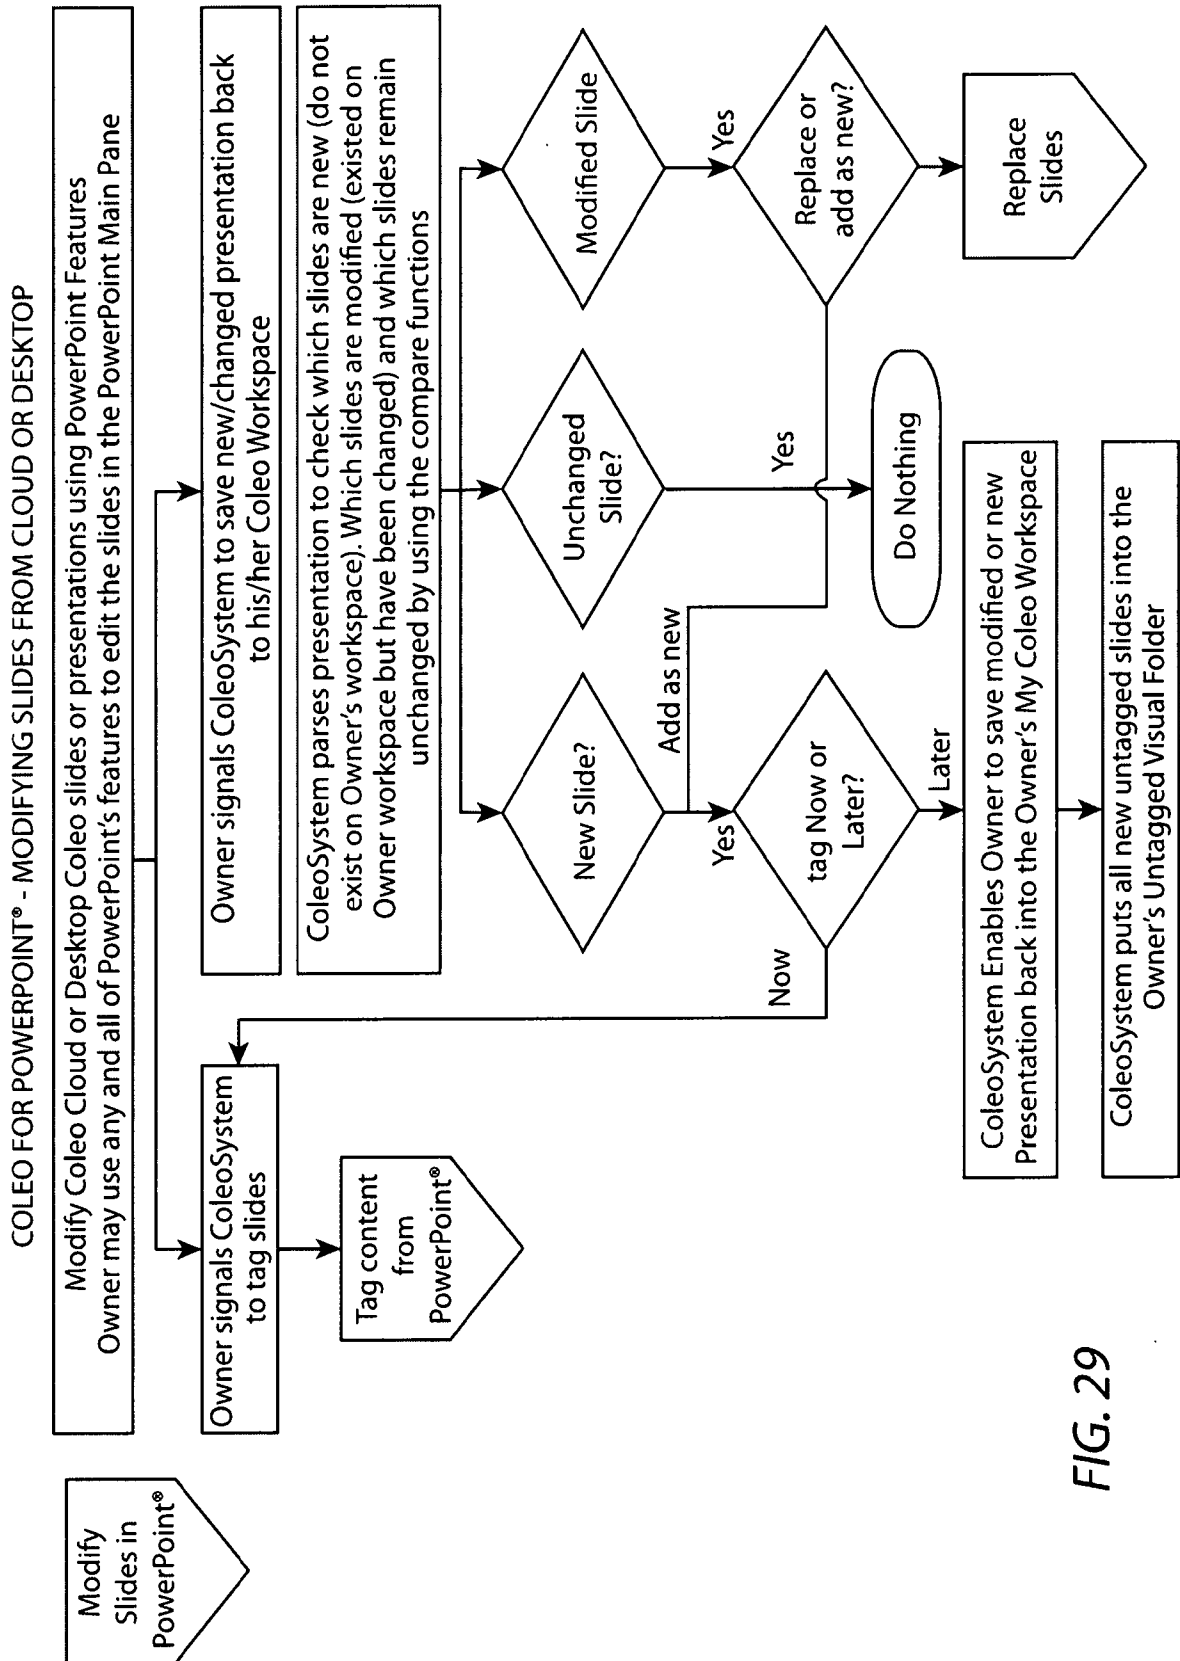 COLEO FOR POWERPOINT® - MODIFYING SLIDES FROM CLOUD OR DESKTOP
Modify
Slides in
PowerPoint®
Modify Coleo Cloud or Desktop Coleo slides or presentations using PowerPoint Features
Owner may use any and all of PowerPoint's features to edit the slides in the PowerPoint Main Pane
Owner signals ColeoSystem
to tag slides
Tag content
from
PowerPoint®
Owner signals ColeoSystem to save new/changed presentation back
to his/her Coleo Workspace
ColeoSystem parses presentation to check which slides are new (do not
exist on Owner's workspace). Which slides are modified (existed on
Owner workspace but have been changed) and which slides remain
unchanged by using the compare functions
New Slide?
Unchanged
Slide?
Modified Slide
Yes
Add as new
Yes
Yes
Now
tag Now or
Later?
Replace or
add as new?
Later
Do Nothing
ColeoSystem Enables Owner to save modified or new
Presentation back into the Owner's My Coleo Workspace
Replace
Slides
ColeoSystem puts all new untagged slides into the
Owner's Untagged Visual Folder
FIG. 29